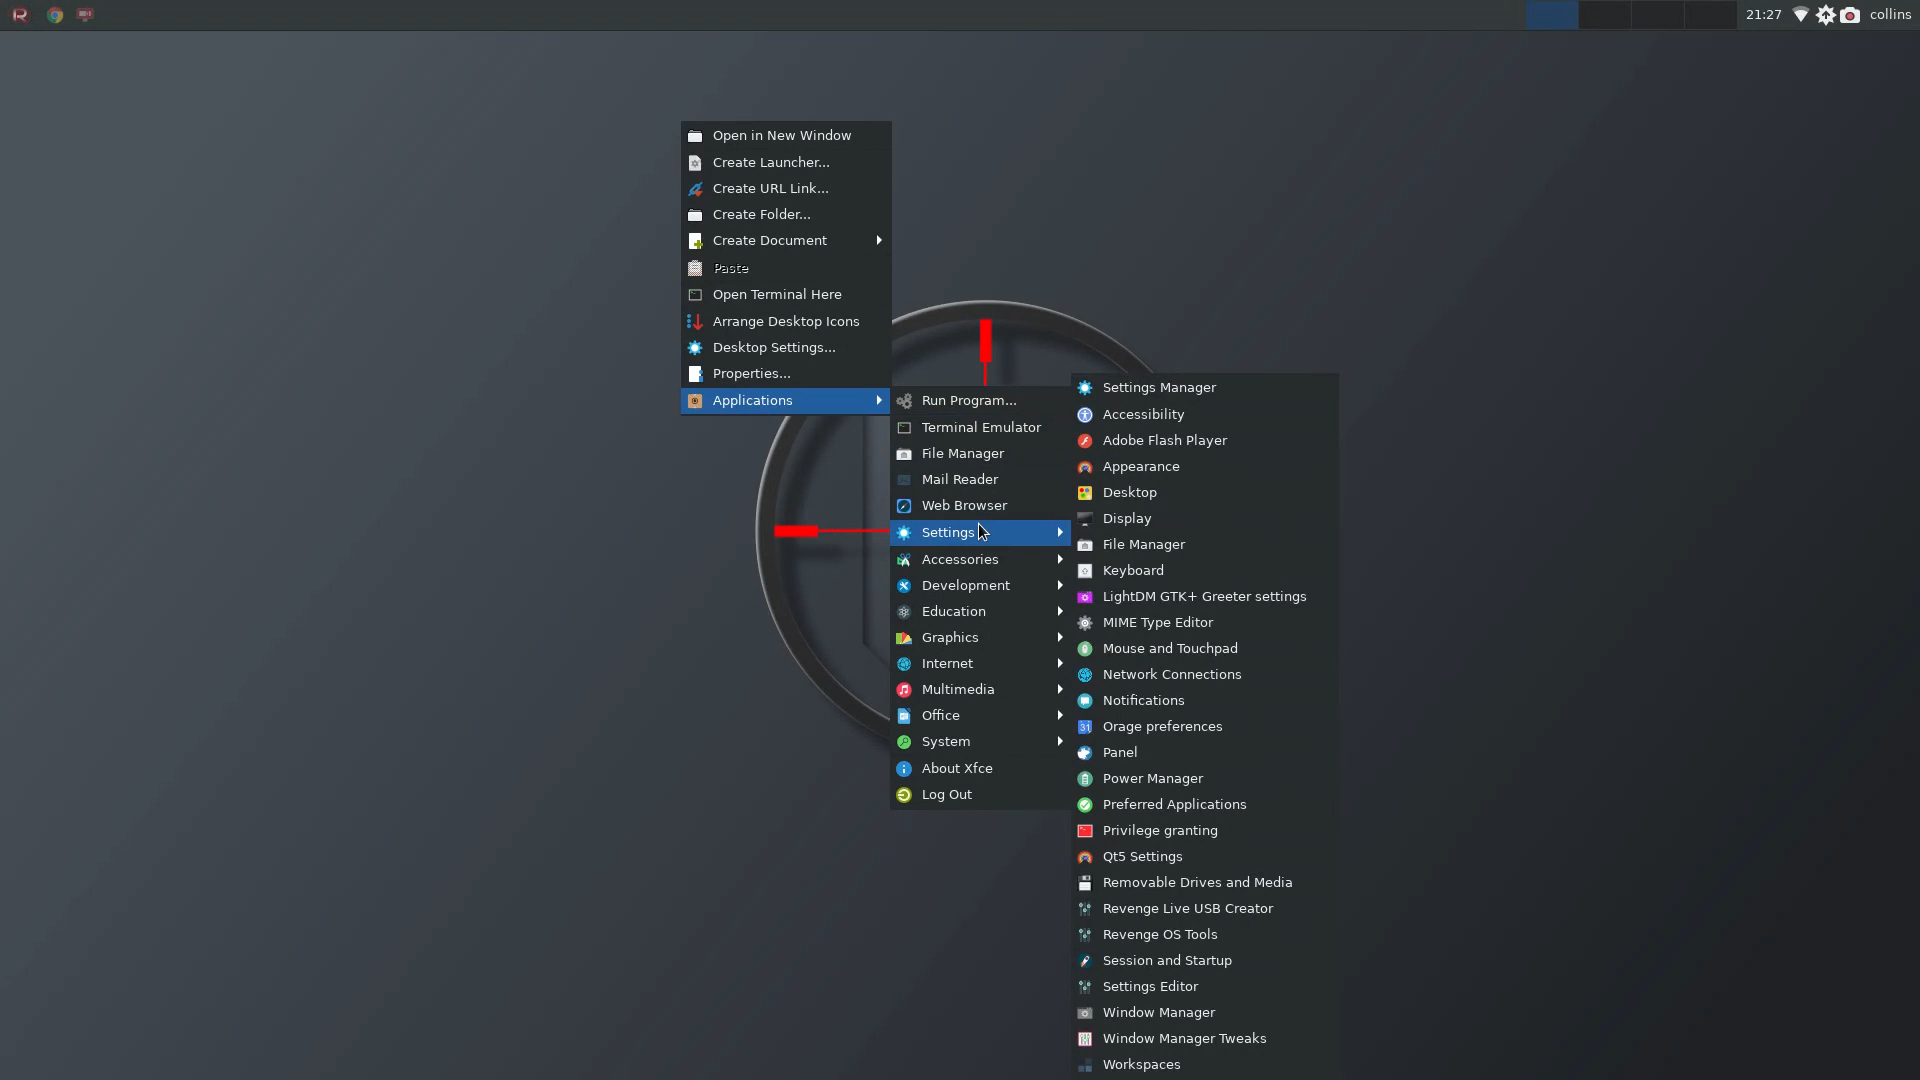 21:27 collins
Open in New Window
Create Launcher...
Create URL Link...
Create Folder...
Create Document
Paste
Open Terminal Here
Arrange Desktop Icons
Desktop Settings...
Properties...
Applications
Run Program...
Terminal Emulator
File Manager
Mail Reader
Web Browser
Settings
Accessories
Development
Education
Graphics
Internet
Multimedia
Office
System
About Xfce
Log Out
Settings Manager
Accessibility
Adobe Flash Player
Appearance
Desktop
Display
File Manager
Keyboard
LightDM GTK+ Greeter settings
MIME Type Editor
Mouse and Touchpad
Network Connections
Notifications
Orage preferences
Panel
Power Manager
Preferred Applications
Privilege granting
Qt5 Settings
Removable Drives and Media
Revenge Live USB Creator
Revenge OS Tools
Session and Startup
Settings Editor
Window Manager
Window Manager Tweaks
Workspaces